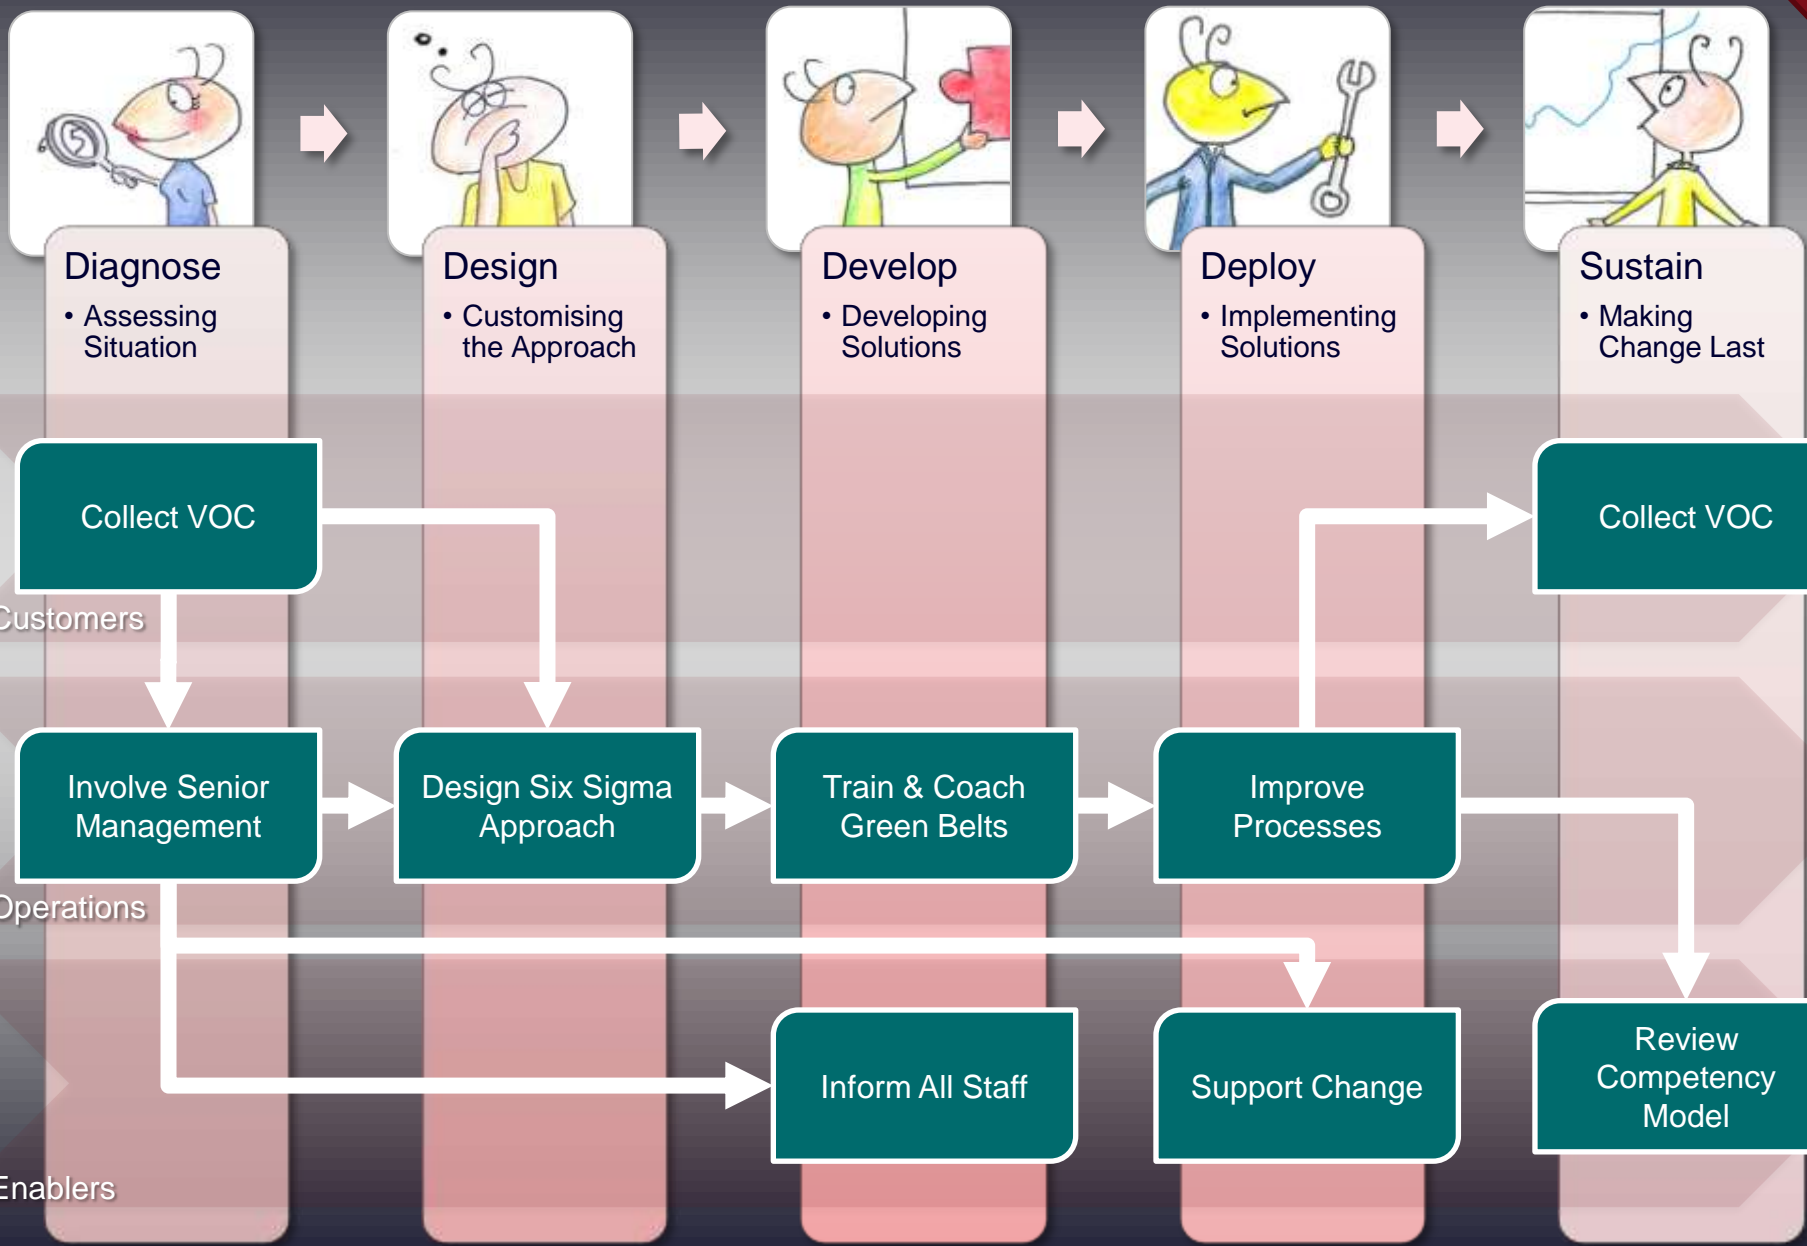 Diagnose
• Assessing
Situation
Design
• Customising
the Approach
Develop
• Developing
Solutions
Deploy
• Implementing
Solutions
Sustain
• Making
Change Last
Collect VOC
Collect VOC
Customers
Involve Senior
Management
Design Six Sigma
Approach
Train & Coach
Green Belts
Improve
Processes
Operations
Inform All Staff
Support Change
Review
Competency
Model
Enablers